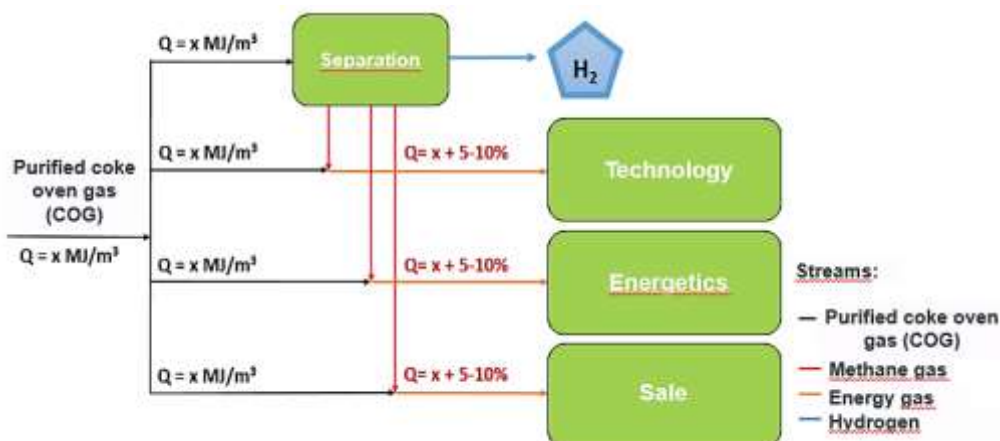 Q = x MJ/m³
Separation
H₂
Q = x MJ/m³
Q= x + 5-10%
Technology
Purified coke
oven gas
(COG)
Q = x MJ/m³
Q = x MJ/m³
Q= x + 5-10%
Energetics
Q = x MJ/m³
Q= x + 5-10%
Sale
Streams:
Purified coke oven
gas (COG)
Methane gas
Energy gas
Hydrogen